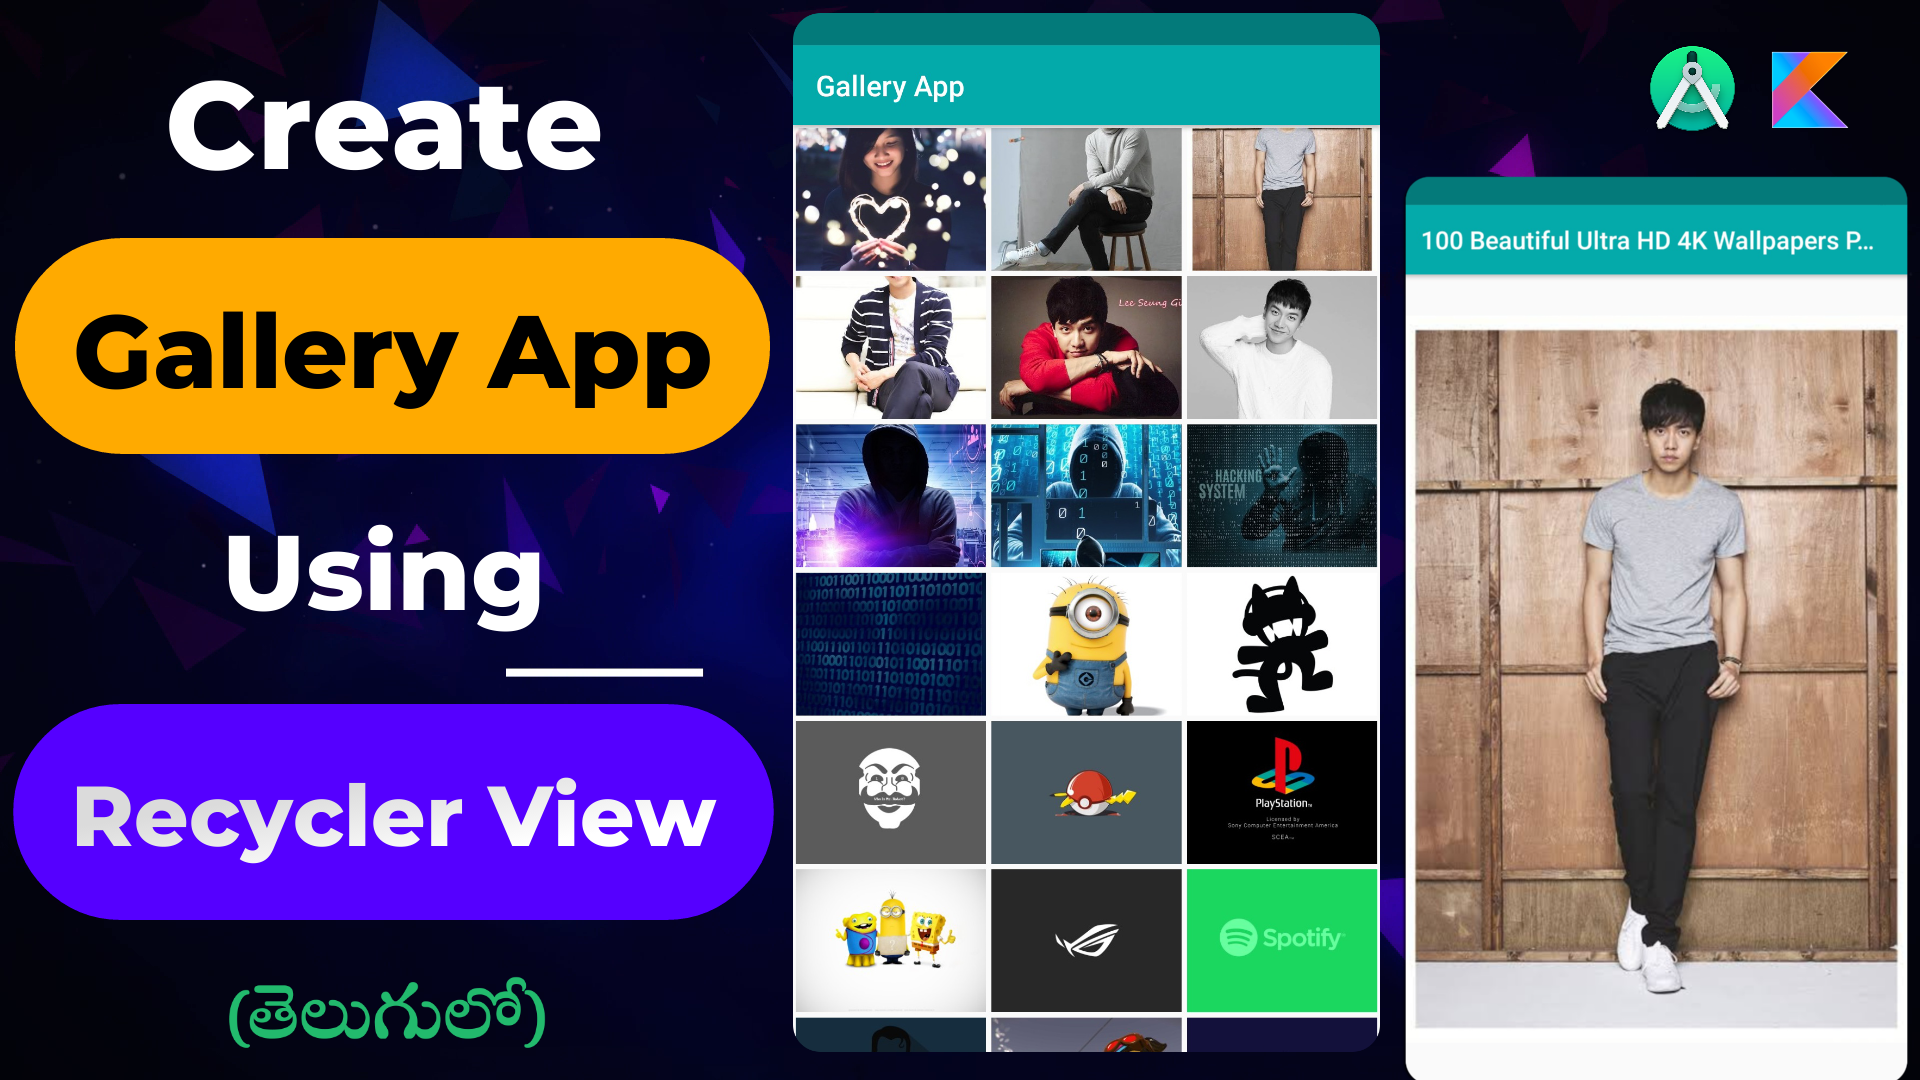 Create
Gallery App
Using
Recycler View
(తెలుగులో)
Gallery App
Lee Seung Gi
HACKING
SYSTEM
PlayStation
Licensed by
Sony Computer Entertainment America
SCEA
Spotify
100 Beautiful Ultra HD 4K Wallpapers P...